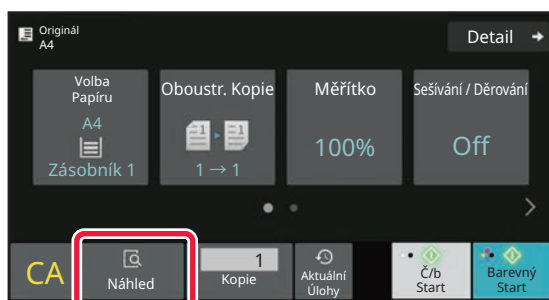 Originál
A4
Detail
Volba
Papíru
A4
Zásobník 1
Oboustr. Kopie
1 → 1
Měřítko
100%
Sešívání / Děrování
Off
CA
Náhled
1
Kopie
Aktuální
Úlohy
Č/b
Start
Barevný
Start